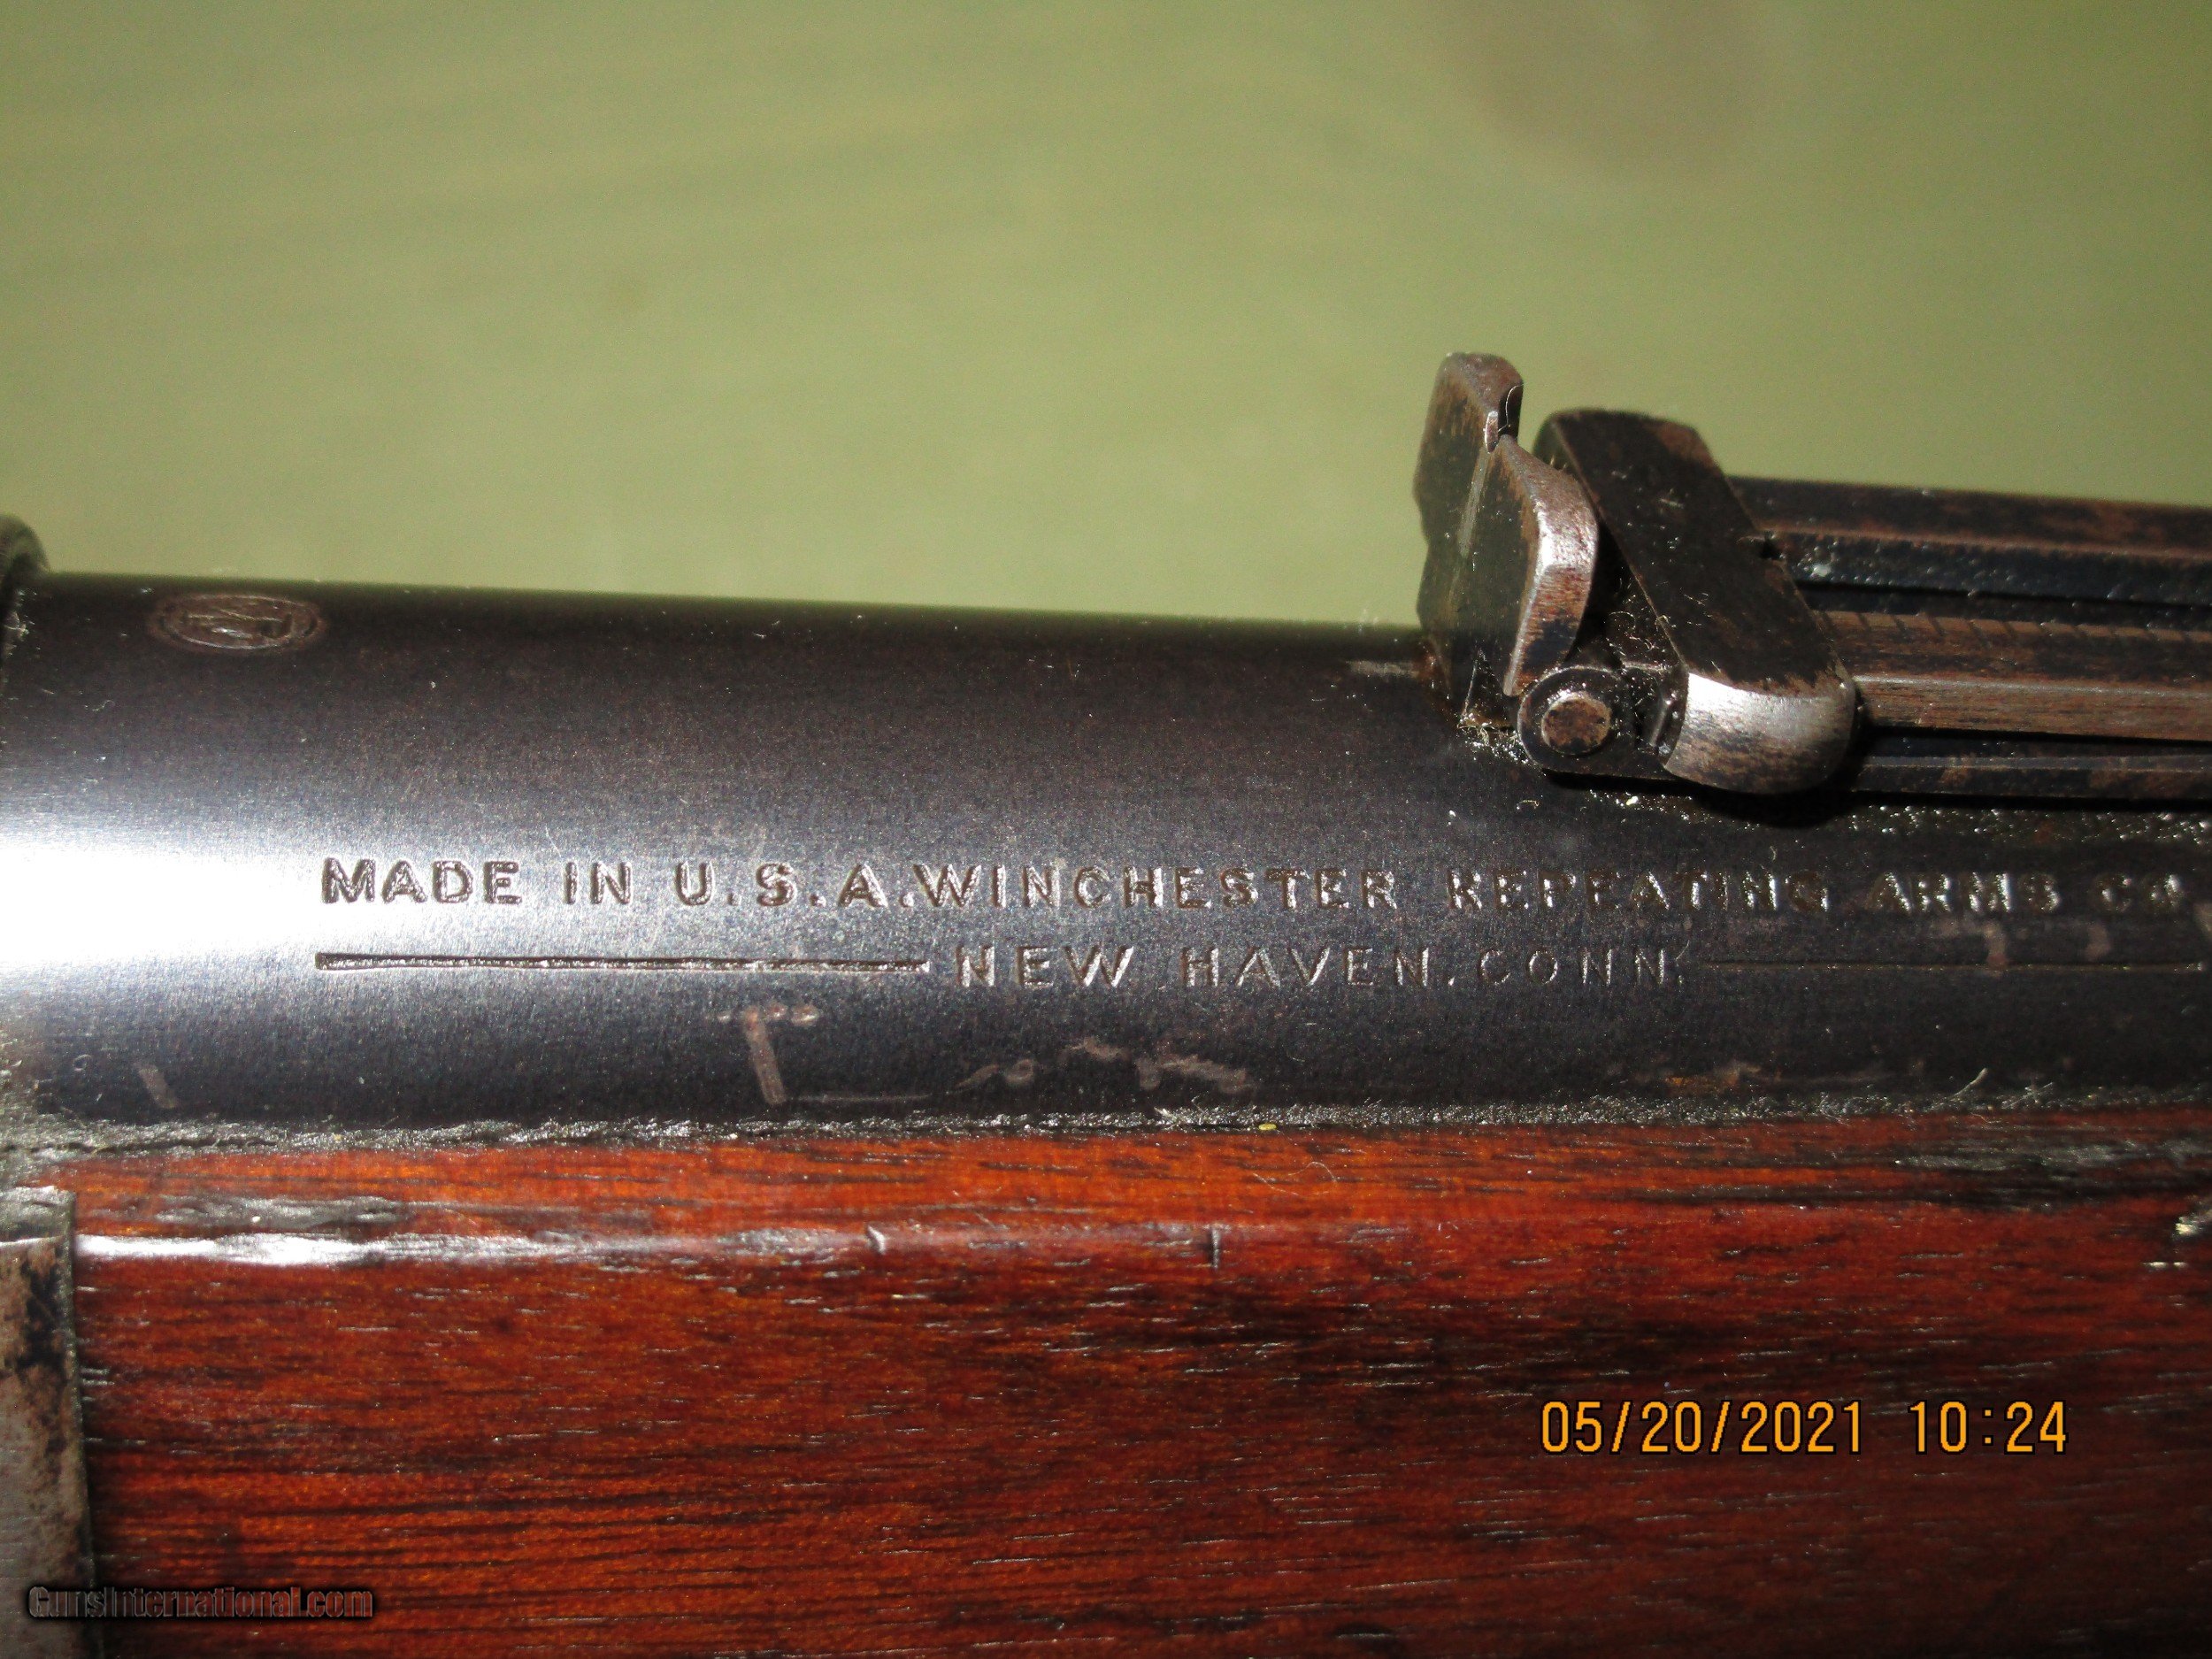 MADE IN U.S.A. WINCHESTER REPEATING ARMS CO.
NEW HAVEN. CONN.
05/20/2021 10:24
GunsInternational.com